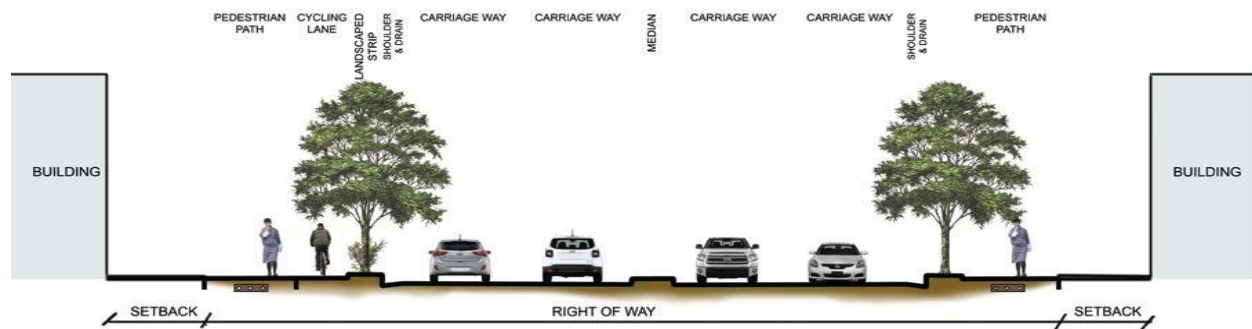 PEDESTRIAN
PATH
CYCLING
LANE
LANDSCAPED
STRIP
SHOULDER
& DRAIN
CARRIAGE WAY
CARRIAGE WAY
MEDIAN
CARRIAGE WAY
CARRIAGE WAY
SHOULDER
& DRAIN
PEDESTRIAN
PATH
BUILDING
BUILDING
SETBACK
RIGHT OF WAY
SETBACK